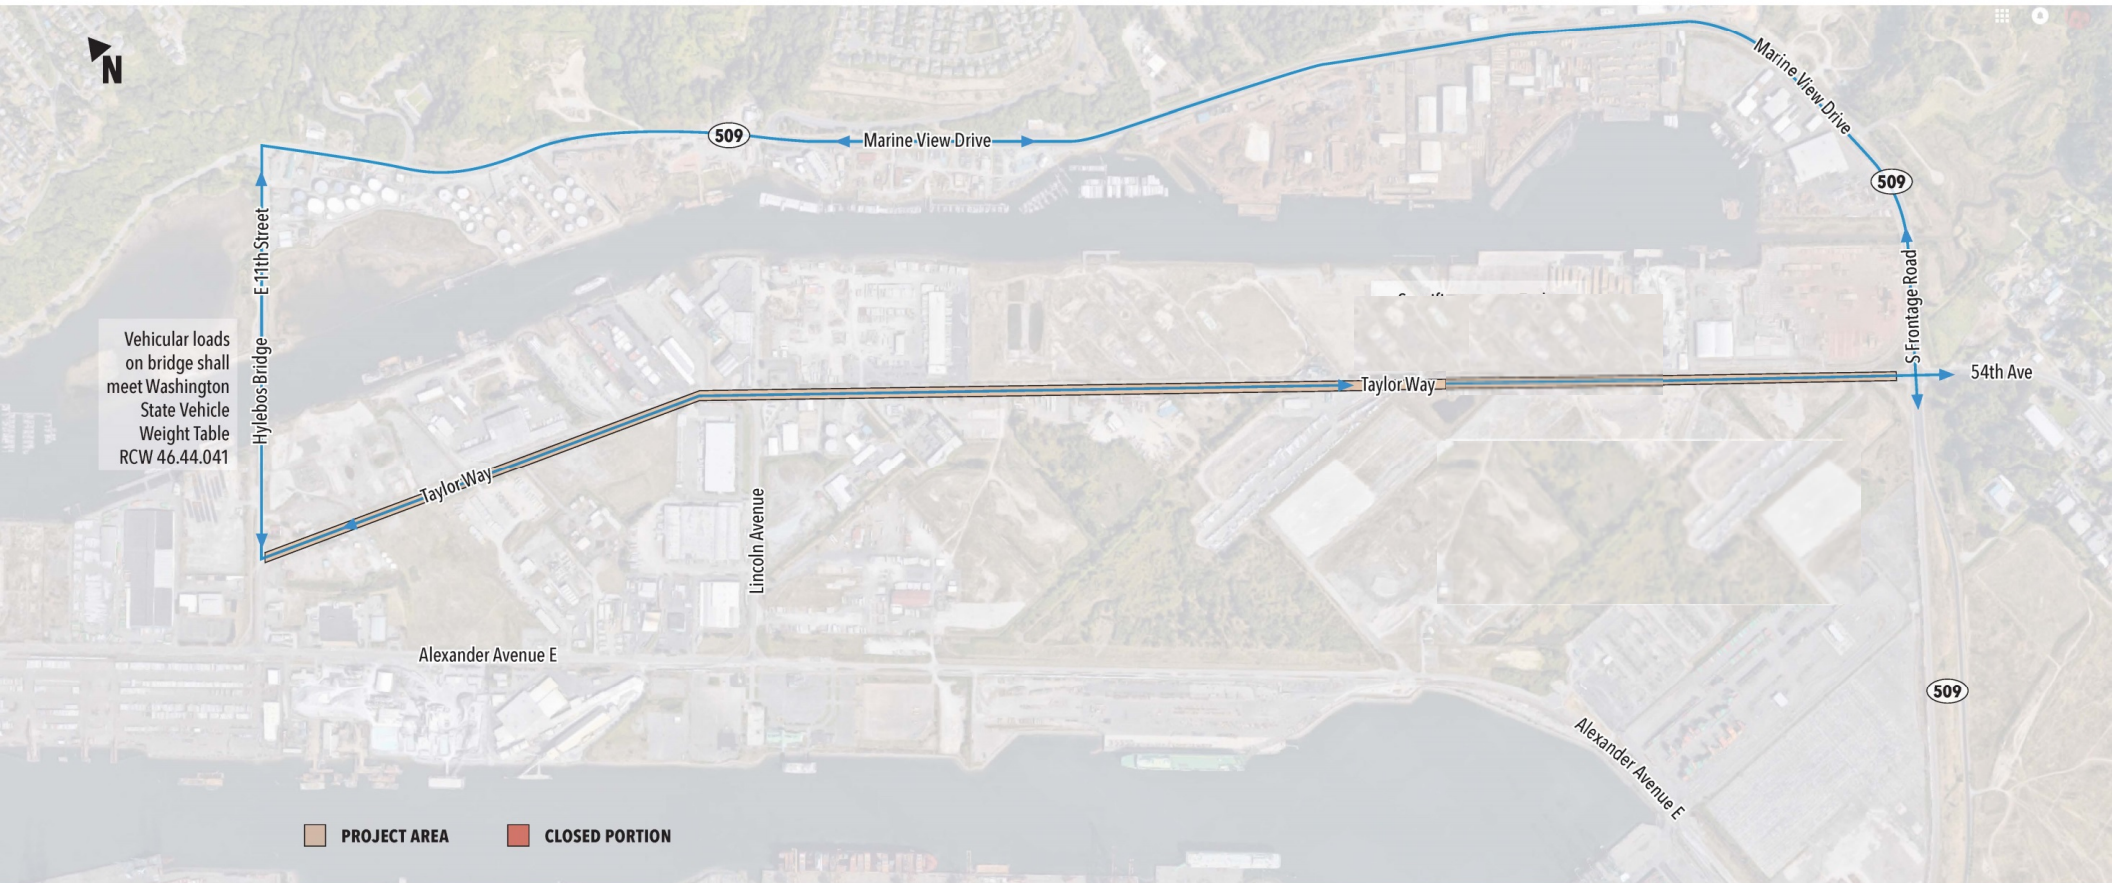 N
Marine View Drive
509
Marine View Drive
509
E 11th Street
S Frontage Road
Vehicular loads
on bridge shall
meet Washington
State Vehicle
Weight Table
RCW 46.44.041
Hylebos Bridge
Taylor Way
54th Ave
Taylor Way
Lincoln Avenue
Alexander Avenue E
509
Alexander Avenue E
PROJECT AREA
CLOSED PORTION